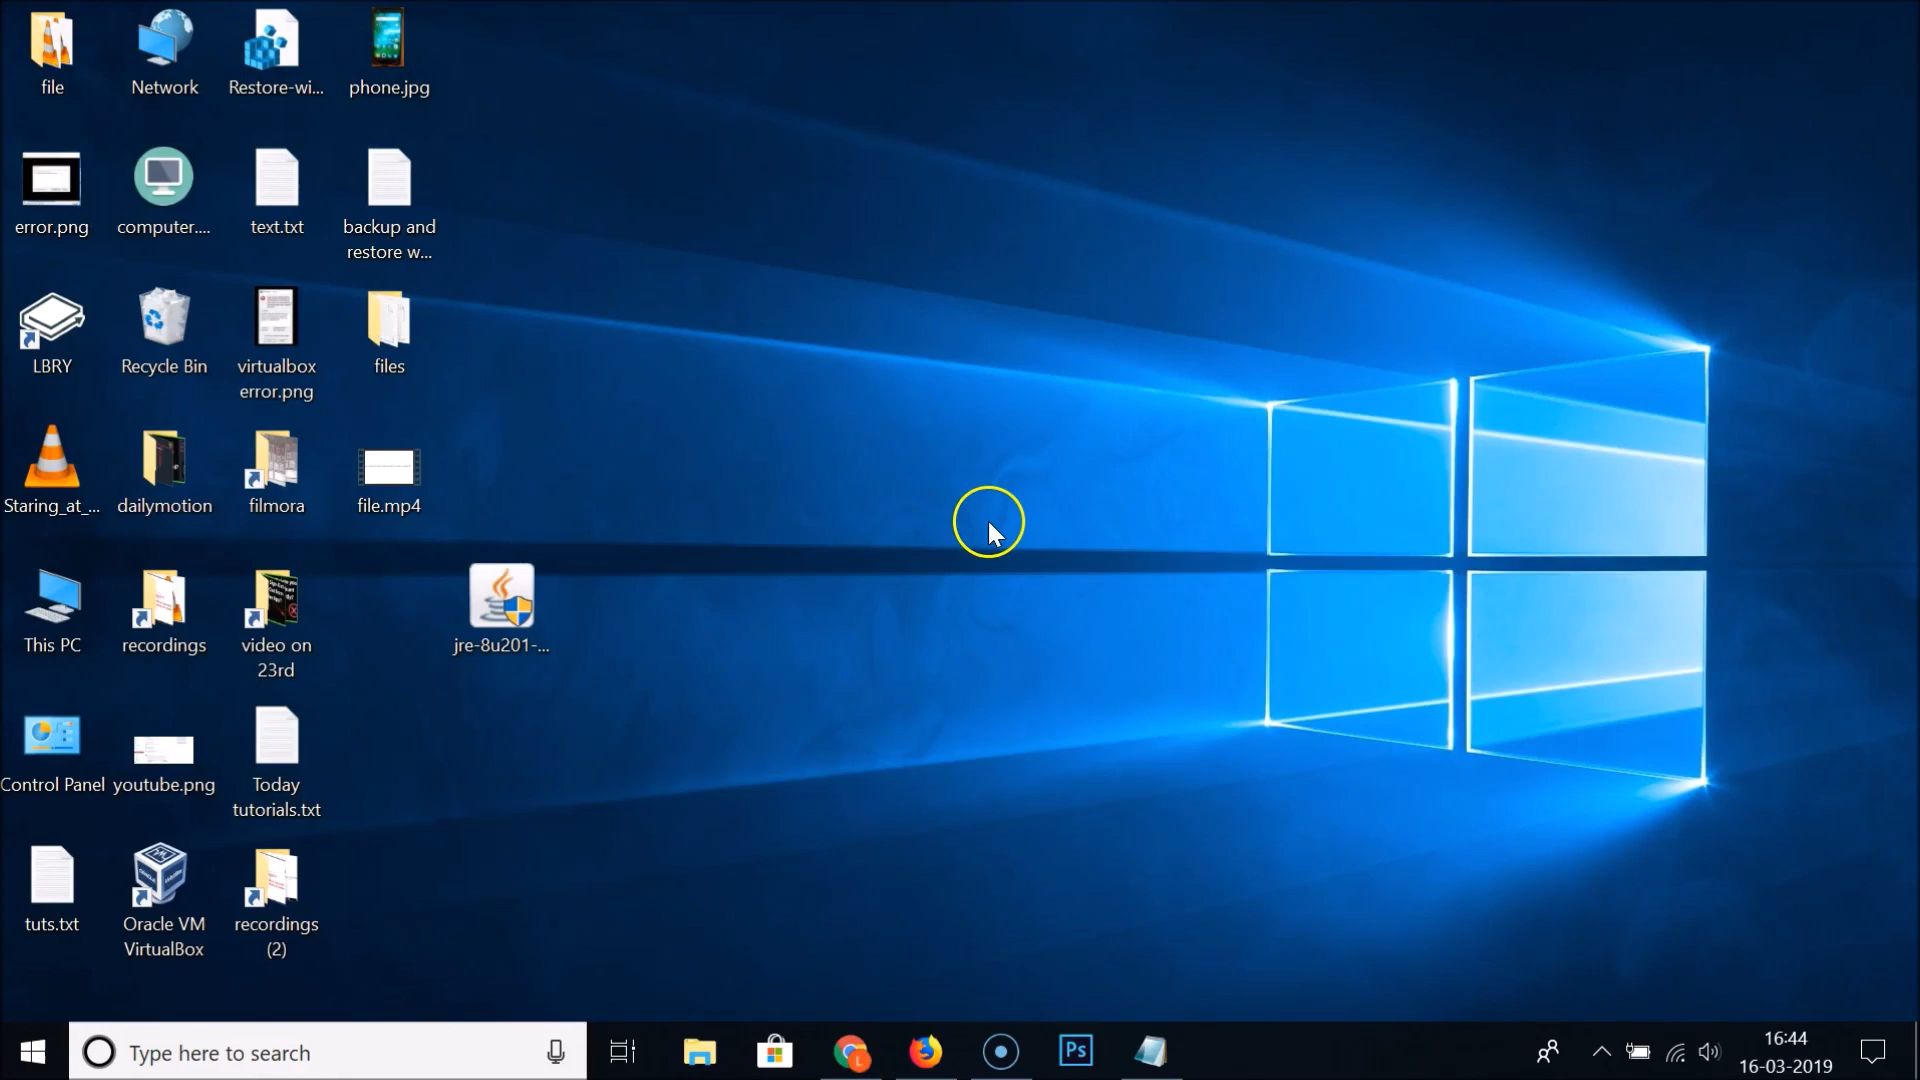 file
Network
Restore-wi...
phone.jpg
error.png
computer....
text.txt
backup and
restore w...
LBRY
Recycle Bin
virtualbox
error.png
files
Staring_at_...
dailymotion
filmora
file.mp4
This PC
recordings
video on
23rd
jre-8u201-...
Control Panel
youtube.png
Today
tutorials.txt
tuts.txt
Oracle VM
VirtualBox
recordings
(2)
Type here to search
L
Ps
16:44
16-03-2019